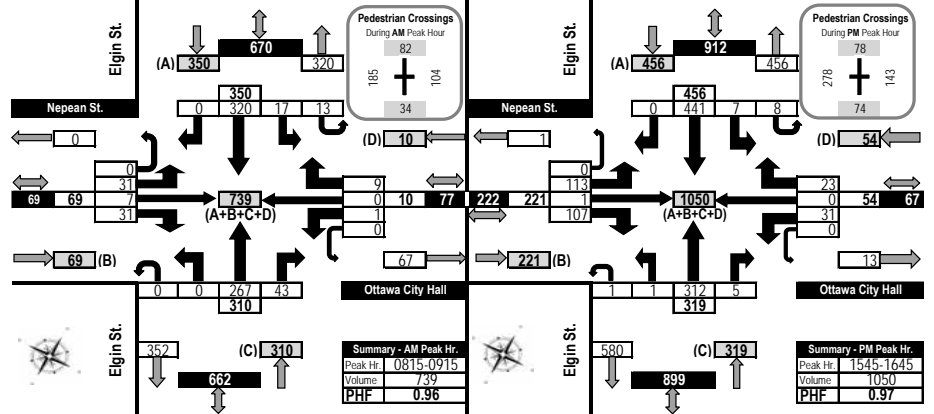 Elgin St.
670
(A) 350
320
Pedestrian Crossings
During AM Peak Hour
82
185
104
34
350
0 320 17 13
Nepean St.
0
(D) 10
0
31
69 69 7
31
739
(A+B+C+D)
9
0 10 77
1
0
69 (B)
67
0 0 267 43
310
Ottawa City Hall
Elgin St.
352
(C) 310
662
Summary - AM Peak Hr.
Peak Hr. 0815-0915
Volume 739
PHF 0.96
Elgin St.
912
(A) 456
456
Pedestrian Crossings
During PM Peak Hour
78
278
143
74
456
0 441 7 8
Nepean St.
1
(D) 54
0
113
222 221 1
107
1050
(A+B+C+D)
23
0 54 67
31
0
221 (B)
13
1 1 312 5
319
Ottawa City Hall
Elgin St.
580
(C) 319
899
Summary - PM Peak Hr.
Peak Hr. 1545-1645
Volume 1050
PHF 0.97